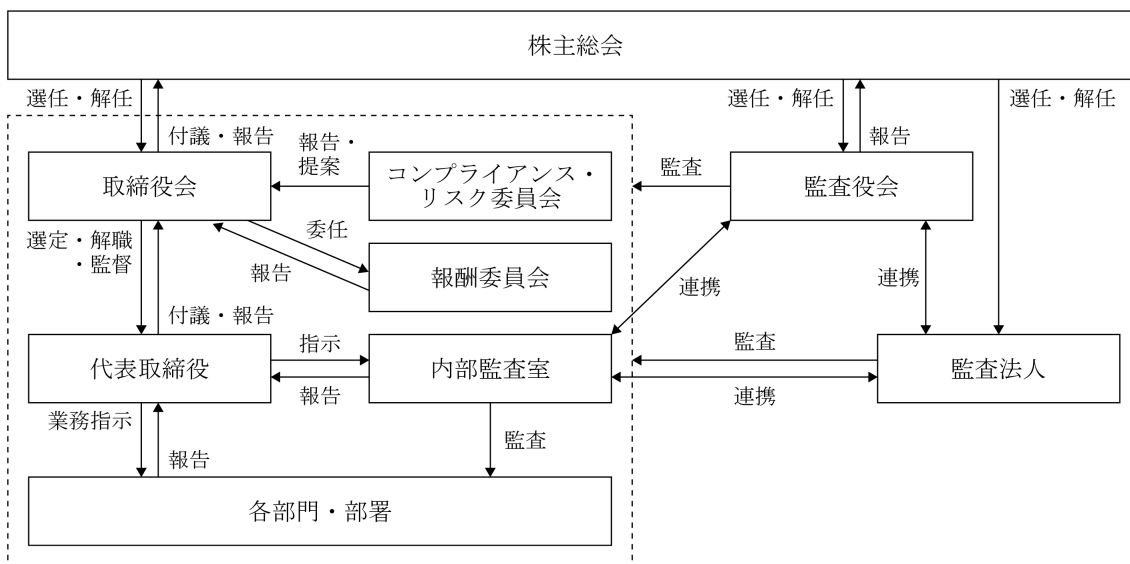 株主総会
選任・解任
付議・報告
選任・解任
報告
選任・解任
取締役会
報告・
提案
コンプライアンス・
リスク委員会
監査
監査役会
選定・解職
・監督
委任
報告
報酬委員会
連携
連携
付議・報告
代表取締役
指示
報告
内部監査室
監査
連携
監査法人
業務指示
報告
監査
各部門・部署